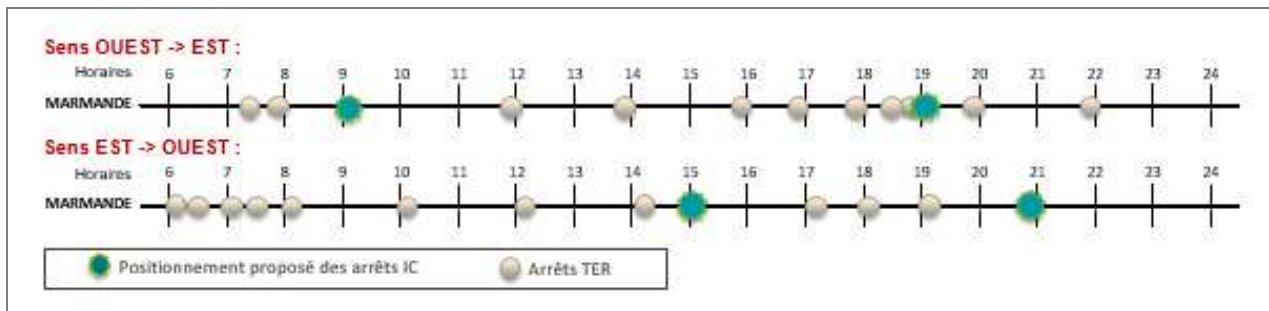 Sens OUEST -> EST :
Horaires 6 7 8 9 10 11 12 13 14 15 16 17 18 19 20 21 22 23 24
MARMANDE
Sens EST -> OUEST :
Horaires 6 7 8 9 10 11 12 13 14 15 16 17 18 19 20 21 22 23 24
MARMANDE
Positionnement proposé des arrêts IC Arrêts TER